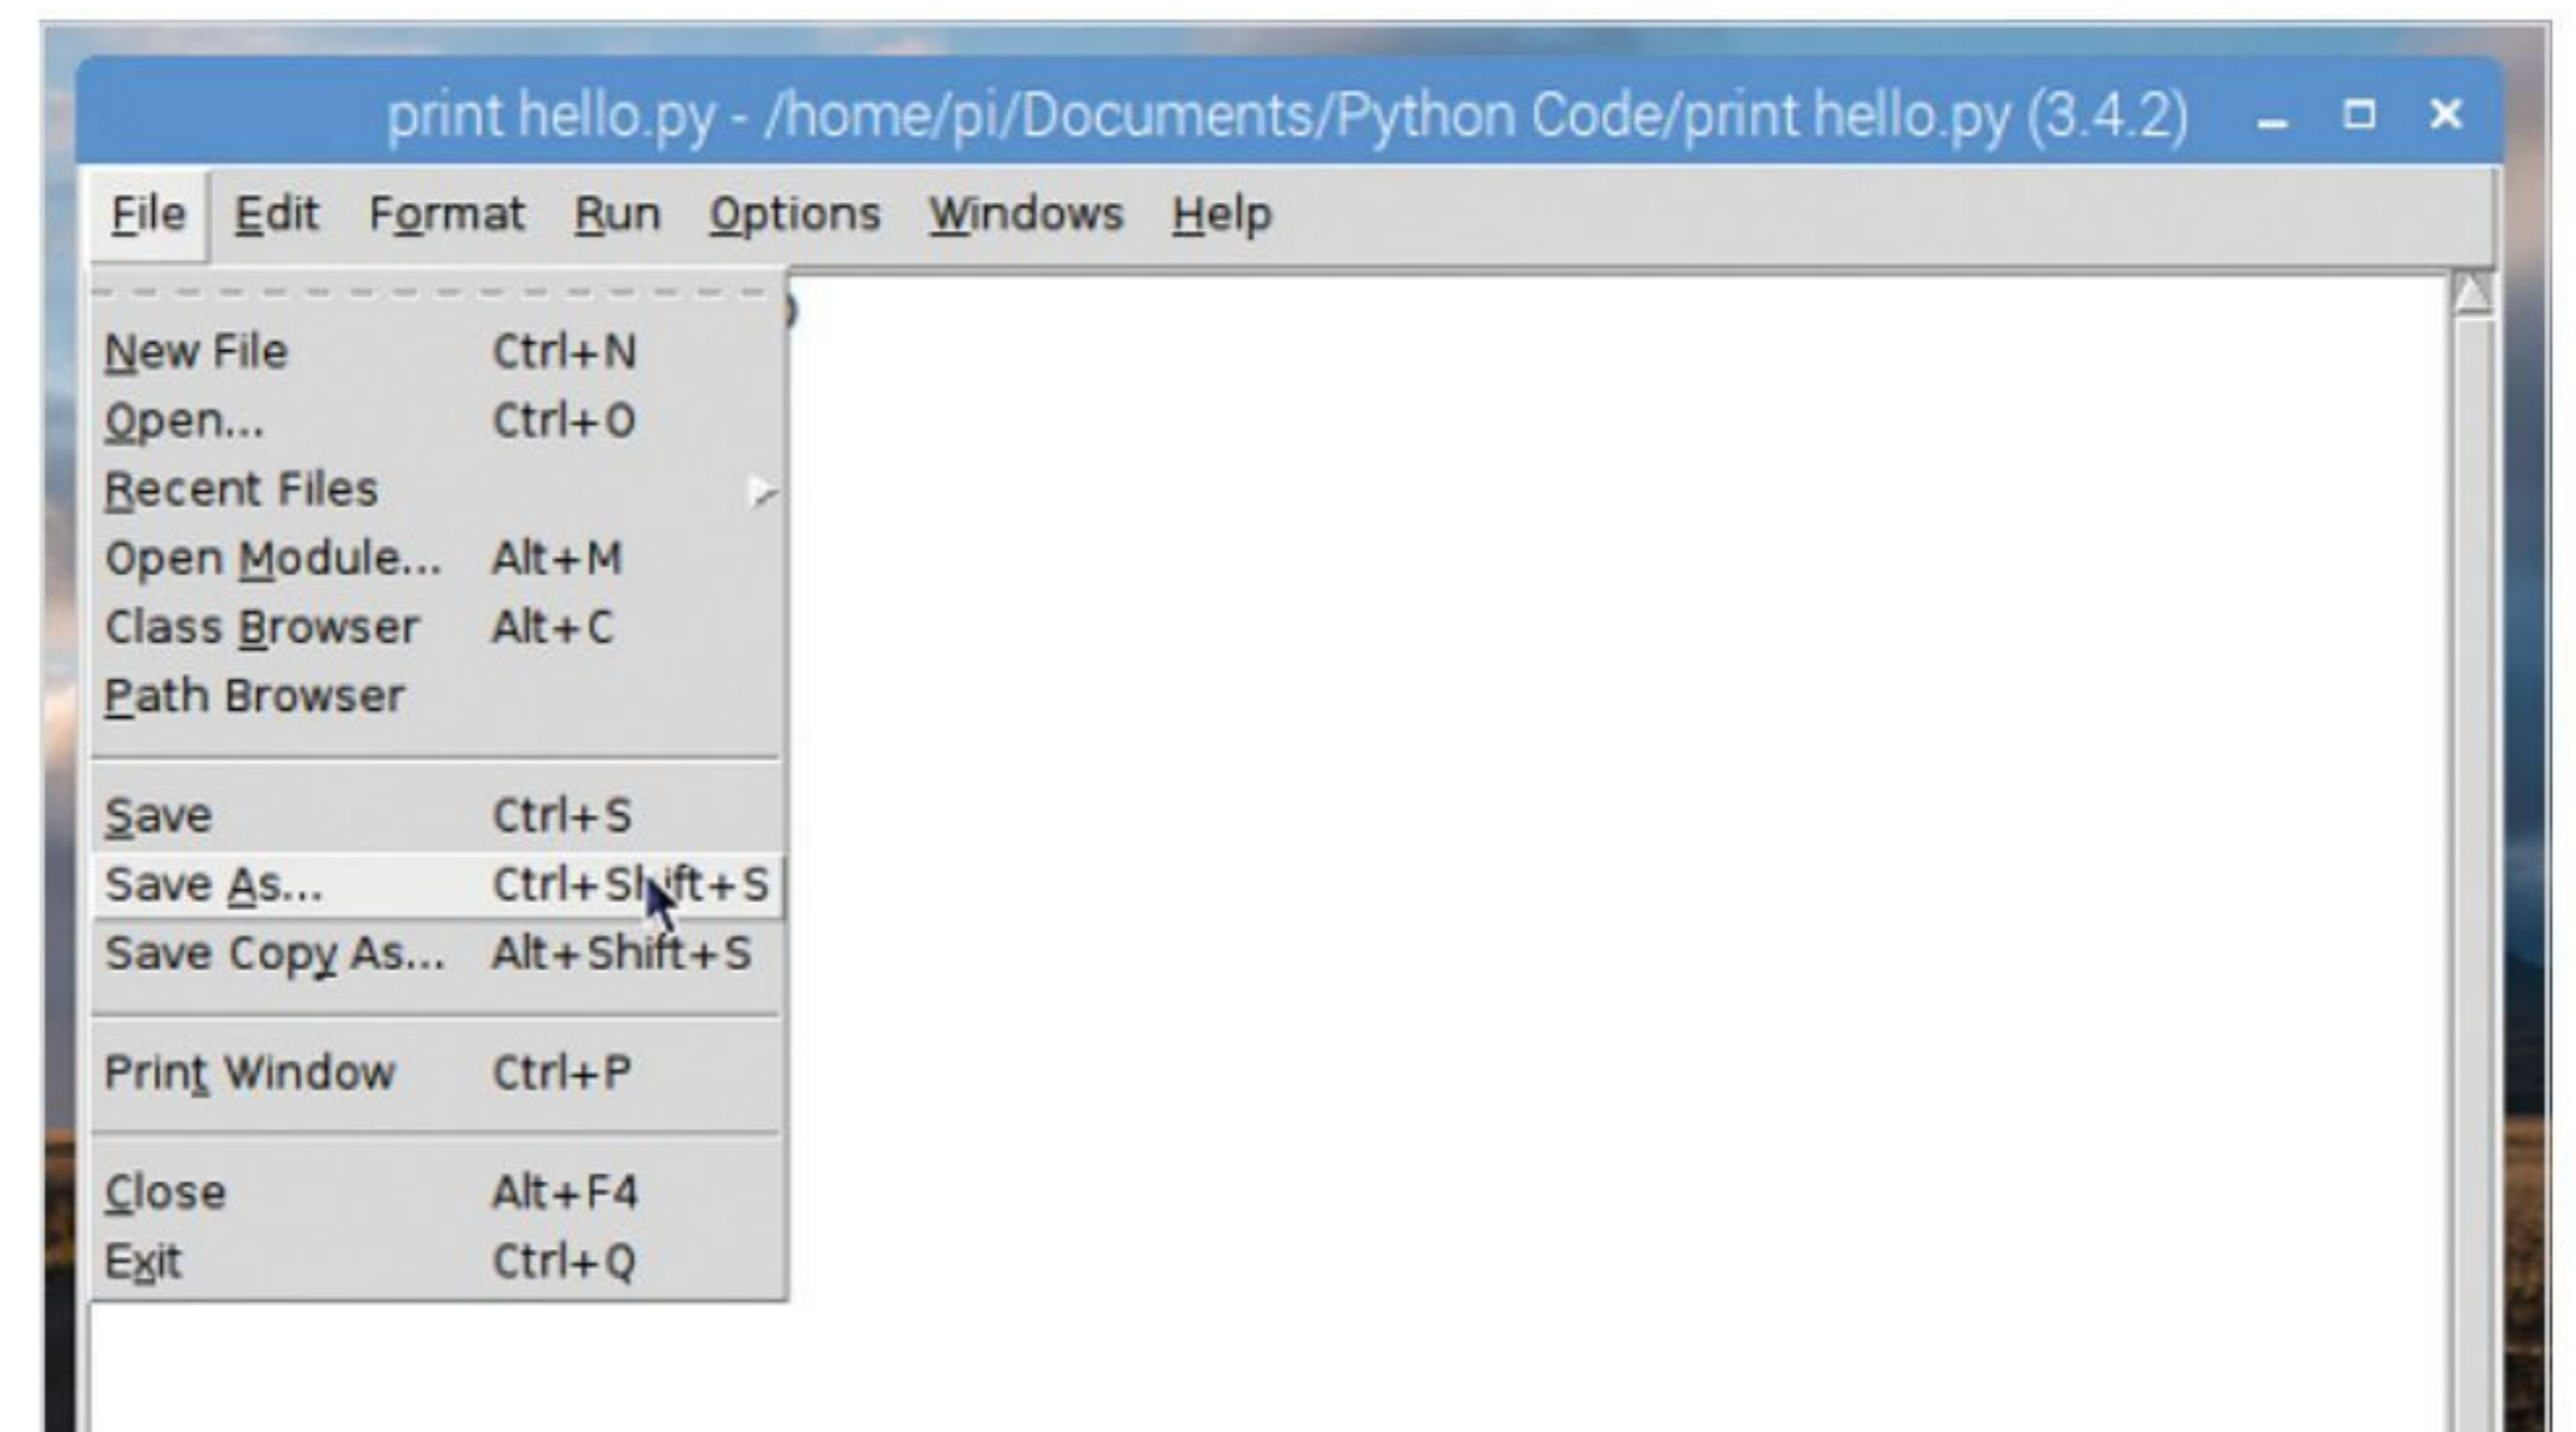 print hello.py - /home/pi/Documents/Python Code/print hello.py (3.4.2)
File Edit Format Run Options Windows Help
)
New File Ctrl+N
Open... Ctrl+O
Recent Files
Open Module... Alt+M
Class Browser Alt+C
Path Browser
Save Ctrl+S
Save As... Ctrl+Shift+S
Save Copy As... Alt+Shift+S
Print Window Ctrl+P
Close Alt+F4
Exit Ctrl+Q